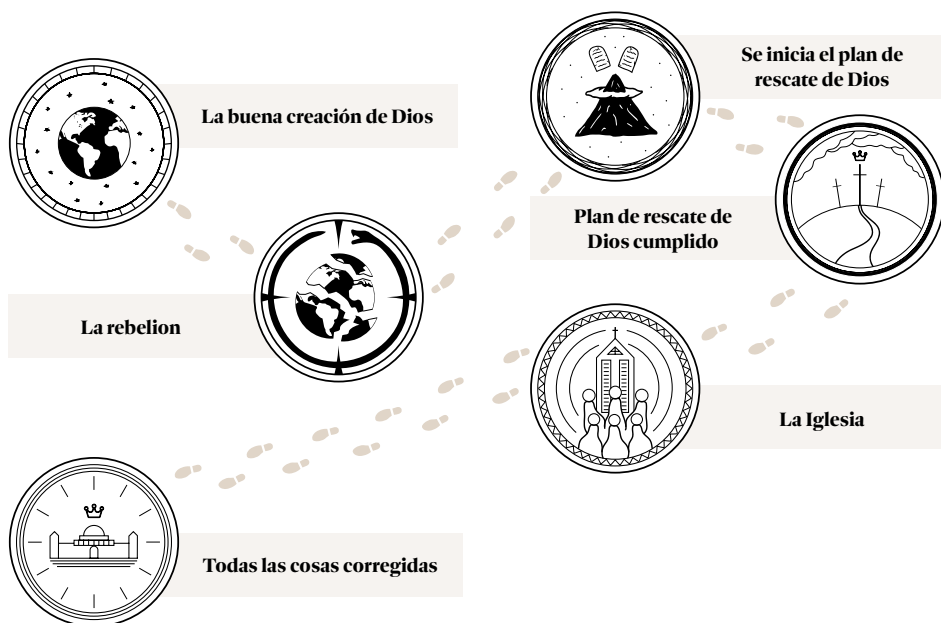 La buena creación de Dios
La rebelion
Se inicia el plan de
rescate de Dios
Plan de rescate de
Dios cumplido
La Iglesia
Todas las cosas corregidas